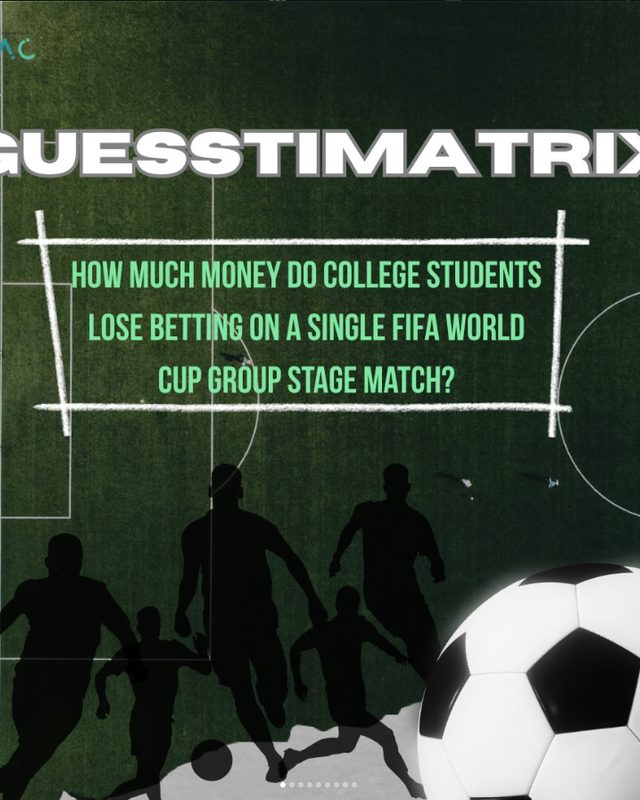 GUESSTIMATRIX
HOW MUCH MONEY DO COLLEGE STUDENTS
LOSE BETTING ON A SINGLE FIFA WORLD
CUP GROUP STAGE MATCH?